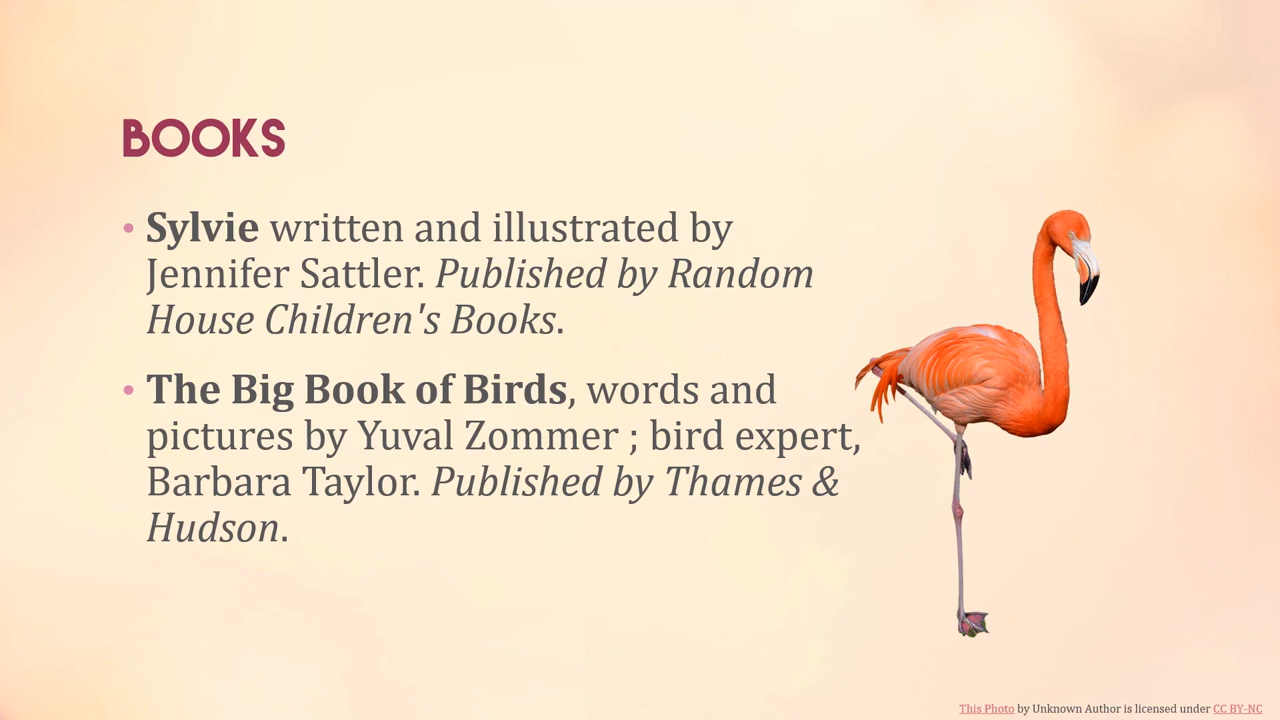 BOOKS
• Sylvie written and illustrated by
Jennifer Sattler. Published by Random
House Children's Books.
• The Big Book of Birds, words and
pictures by Yuval Zommer ; bird expert,
Barbara Taylor. Published by Thames &
Hudson.
This Photo by Unknown Author is licensed under CC BY-NC